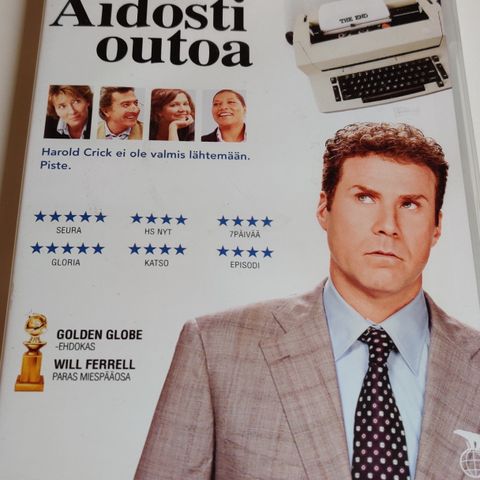 Aidosti
outoa
THE END
Harold Crick ei ole valmis lähtemään.
Piste.
SEURA
HS NYT
7PÄIVÄÄ
GLORIA
KATSO
EPISODI
GOLDEN GLOBE
-EHDOKAS
WILL FERRELL
PARAS MIESPÄÄOSA